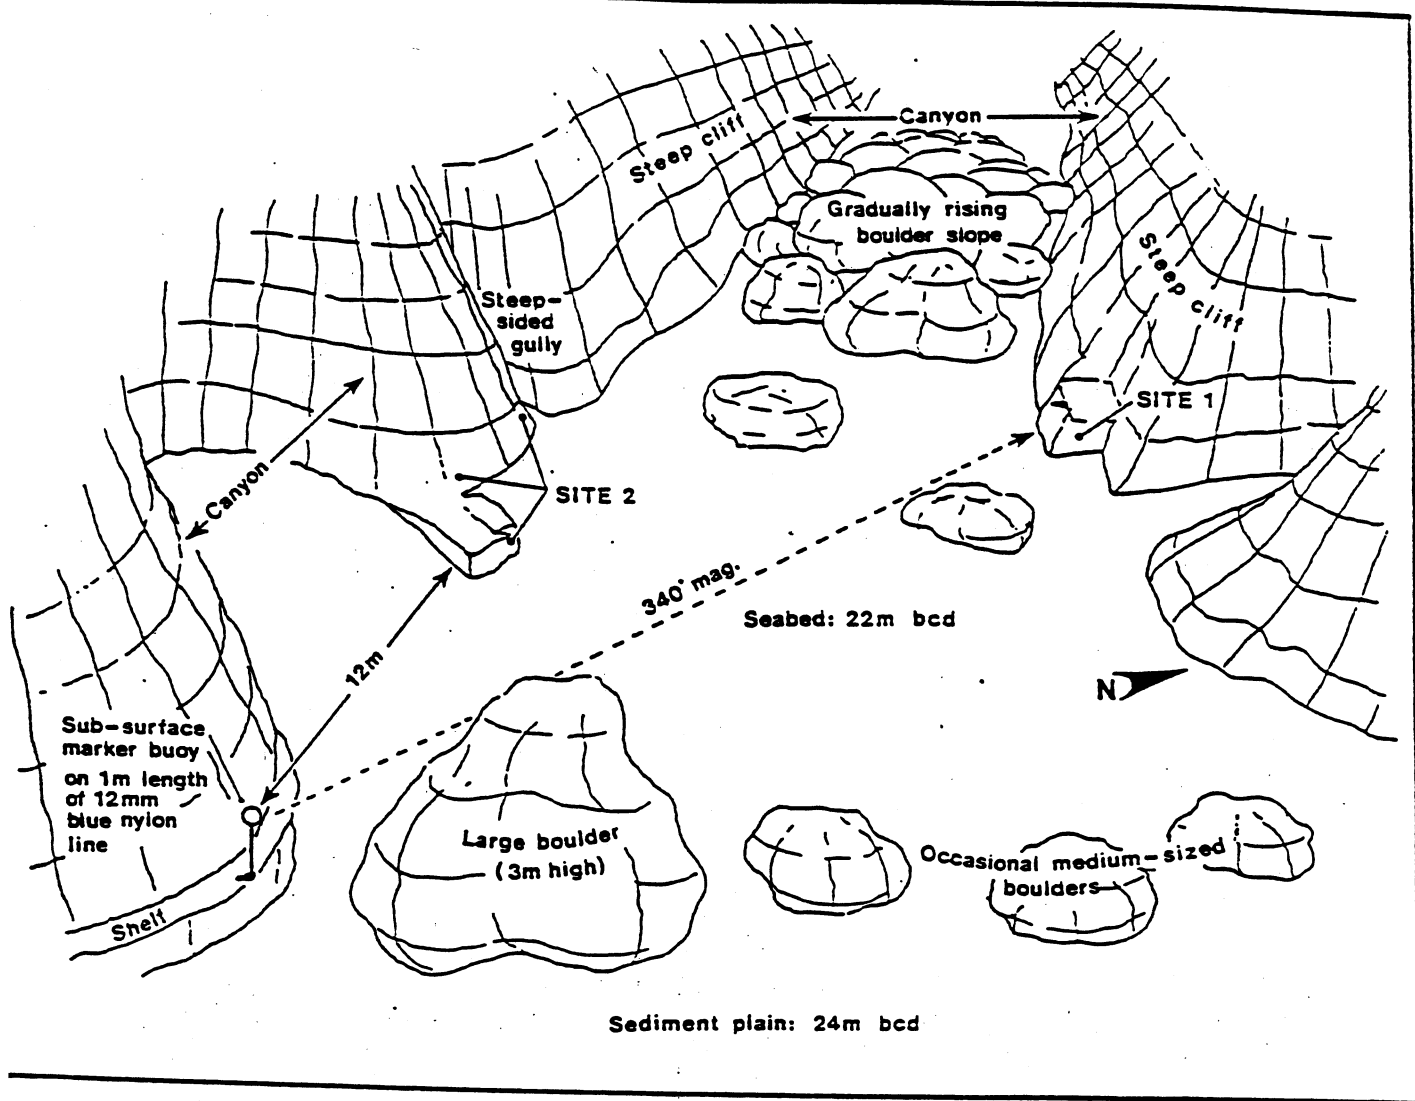 Canyon
Steep cliff
Gradually rising
boulder slope
Steep cliff
Steep-
sided
gully
SITE 1
Canyon
SITE 2
340° mag.
Seabed: 22m bcd
12m
N
Sub-surface
marker buoy
on 1m length
of 12mm
blue nylon
line
Large boulder
(3m high)
Occasional medium-sized
boulders
Shelf
Sediment plain: 24m bcd